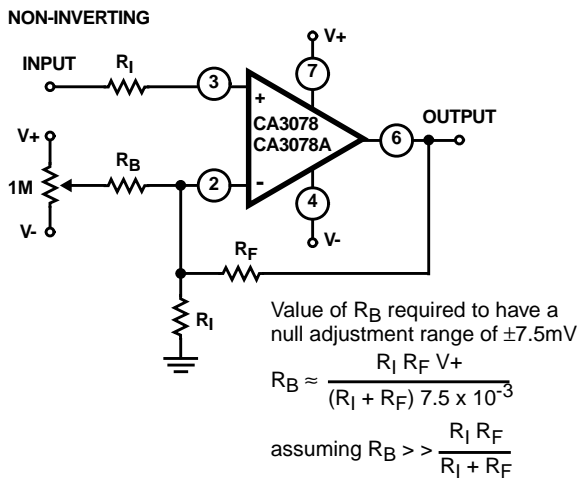 NON-INVERTING
V+
INPUT
R_I
3
7
+
CA3078
CA3078A
OUTPUT
6
V+
R_B
1M
2
-
4
V-
V-
R_F
R_I
Value of R_B required to have a
null adjustment range of ±7.5mV
R_B ≈ R_I R_F V+ / (R_I + R_F) 7.5 x 10^-3
assuming R_B > > R_I R_F / R_I + R_F